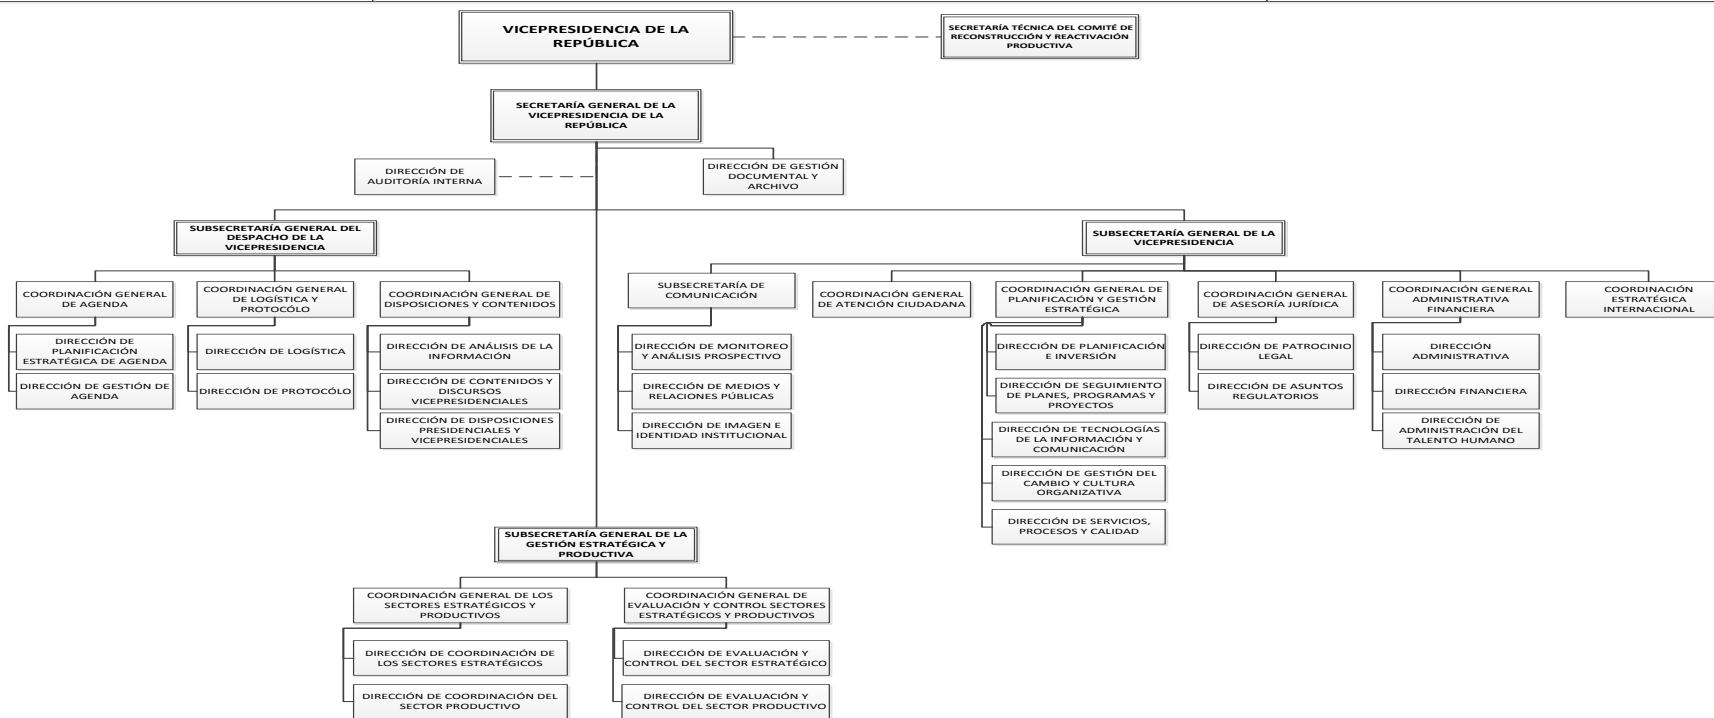 VICEPRESIDENCIA DE LA
REPÚBLICA
SECRETARÍA TÉCNICA DEL COMITÉ DE
RECONSTRUCCIÓN Y REACTIVACIÓN
PRODUCTIVA
SECRETARÍA GENERAL DE LA
VICEPRESIDENCIA DE LA
REPÚBLICA
DIRECCIÓN DE
AUDITORÍA INTERNA
DIRECCIÓN DE GESTIÓN
DOCUMENTAL Y
ARCHIVO
SUBSECRETARÍA GENERAL DEL
DESPACHO DE LA
VICEPRESIDENCIA
SUBSECRETARÍA GENERAL DE LA
VICEPRESIDENCIA
COORDINACIÓN GENERAL
DE AGENDA
COORDINACIÓN GENERAL
DE LOGÍSTICA Y
PROTOCÓLO
COORDINACIÓN GENERAL DE
DISPOSICIONES Y CONTENIDOS
SUBSECRETARÍA DE
COMUNICACIÓN
COORDINACIÓN GENERAL
DE ATENCIÓN CIUDADANA
COORDINACIÓN GENERAL DE
PLANIFICACIÓN Y GESTIÓN
ESTRATÉGICA
COORDINACIÓN GENERAL
DE ASESORÍA JURÍDICA
COORDINACIÓN GENERAL
ADMINISTRATIVA
FINANCIERA
COORDINACIÓN
ESTRATÉGICA
INTERNACIONAL
DIRECCIÓN DE
PLANIFICACIÓN
ESTRATÉGICA DE AGENDA
DIRECCIÓN DE GESTIÓN DE
AGENDA
DIRECCIÓN DE LOGÍSTICA
DIRECCIÓN DE PROTOCÓLO
DIRECCIÓN DE ANÁLISIS DE LA
INFORMACIÓN
DIRECCIÓN DE CONTENIDOS Y
DISCURSOS
VICEPRESIDENCIALES
DIRECCIÓN DE DISPOSICIONES
PRESIDENCIALES Y
VICEPRESIDENCIALES
DIRECCIÓN DE MONITOREO
Y ANÁLISIS PROSPECTIVO
DIRECCIÓN DE MEDIOS Y
RELACIONES PÚBLICAS
DIRECCIÓN DE IMAGEN E
IDENTIDAD INSTITUCIONAL
DIRECCIÓN DE PLANIFICACIÓN
E INVERSIÓN
DIRECCIÓN DE SEGUIMIENTO
DE PLANES, PROGRAMAS Y
PROYECTOS
DIRECCIÓN DE TECNOLOGÍAS
DE LA INFORMACIÓN Y
COMUNICACIÓN
DIRECCIÓN DE GESTIÓN DEL
CAMBIO Y CULTURA
ORGANIZATIVA
DIRECCIÓN DE SERVICIOS,
PROCESOS Y CALIDAD
DIRECCIÓN DE PATROCINIO
LEGAL
DIRECCIÓN DE ASUNTOS
REGULATORIOS
DIRECCIÓN
ADMINISTRATIVA
DIRECCIÓN FINANCIERA
DIRECCIÓN DE
ADMINISTRACIÓN DEL
TALENTO HUMANO
SUBSECRETARÍA GENERAL DE LA
GESTIÓN ESTRATÉGICA Y
PRODUCTIVA
COORDINACIÓN GENERAL DE LOS
SECTORES ESTRATÉGICOS Y
PRODUCTIVOS
COORDINACIÓN GENERAL DE
EVALUACIÓN Y CONTROL SECTORES
ESTRATÉGICOS Y PRODUCTIVOS
DIRECCIÓN DE COORDINACIÓN DE
LOS SECTORES ESTRATÉGICOS
DIRECCIÓN DE COORDINACIÓN DEL
SECTOR PRODUCTIVO
DIRECCIÓN DE EVALUACIÓN Y
CONTROL DEL SECTOR ESTRATÉGICO
DIRECCIÓN DE EVALUACIÓN Y
CONTROL DEL SECTOR PRODUCTIVO